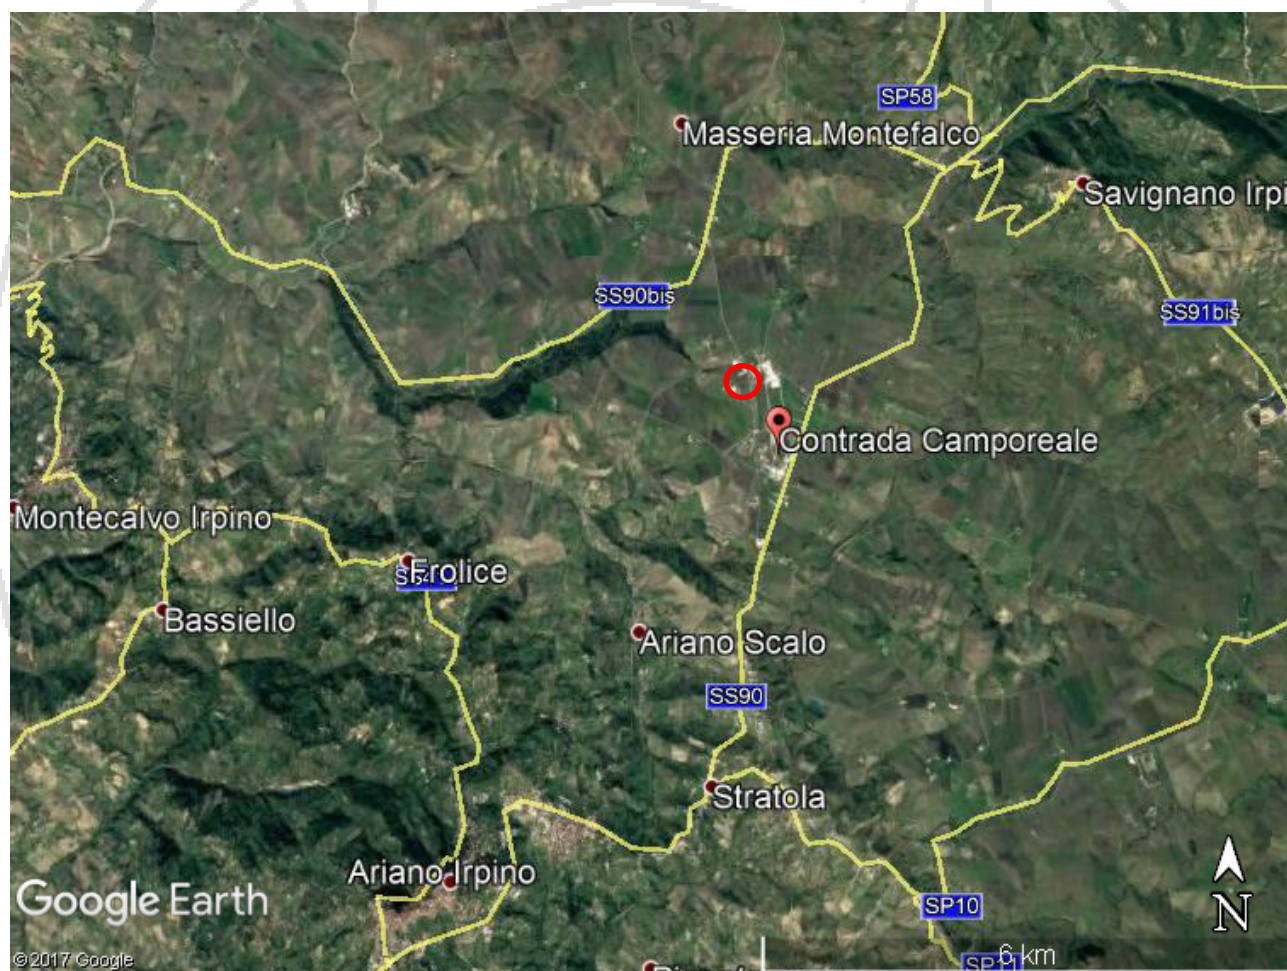 SP58
Masseria Montefalco
Savignano Irpi
SS90bis
SS91bis
Contrada Camporeale
Montecalvo Irpino
Frolice
Bassiello
Ariano Scalo
SS90
Stratola
Ariano Irpino
Google Earth
SP10
N
6 km
©2017 Google